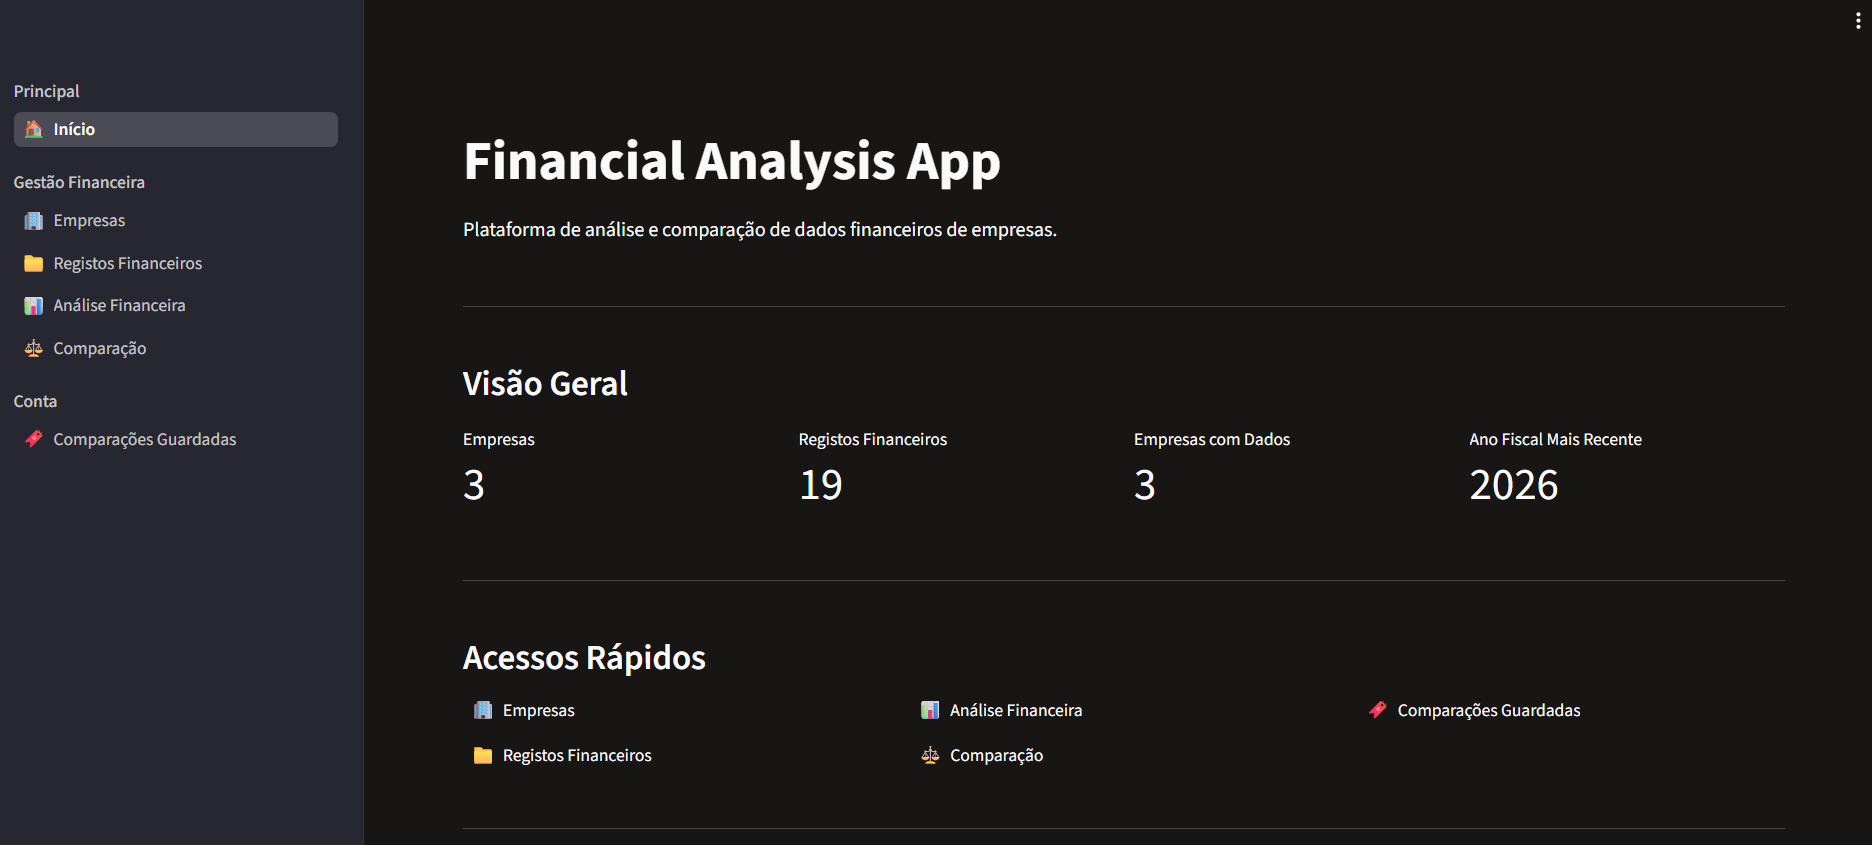 Principal
Início
Gestão Financeira
Empresas
Registos Financeiros
Análise Financeira
Comparação
Conta
Comparações Guardadas
Financial Analysis App
Plataforma de análise e comparação de dados financeiros de empresas.
Visão Geral
Empresas
3
Registos Financeiros
19
Empresas com Dados
3
Ano Fiscal Mais Recente
2026
Acessos Rápidos
Empresas
Registos Financeiros
Análise Financeira
Comparação
Comparações Guardadas